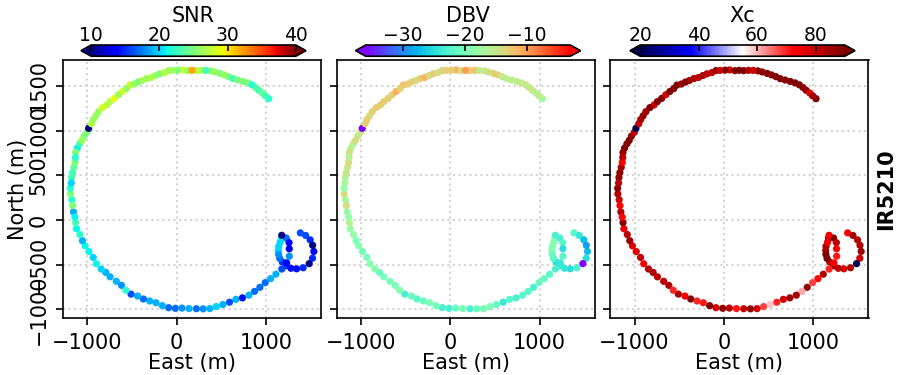 SNR DBV Xc
10 20 30 40 −30 −20 −10 20 40 60 80
1500
1000
500
0
−500
−1000
North (m)
IR5210
−1000 0 1000 −1000 0 1000 −1000 0 1000
East (m) East (m) East (m)